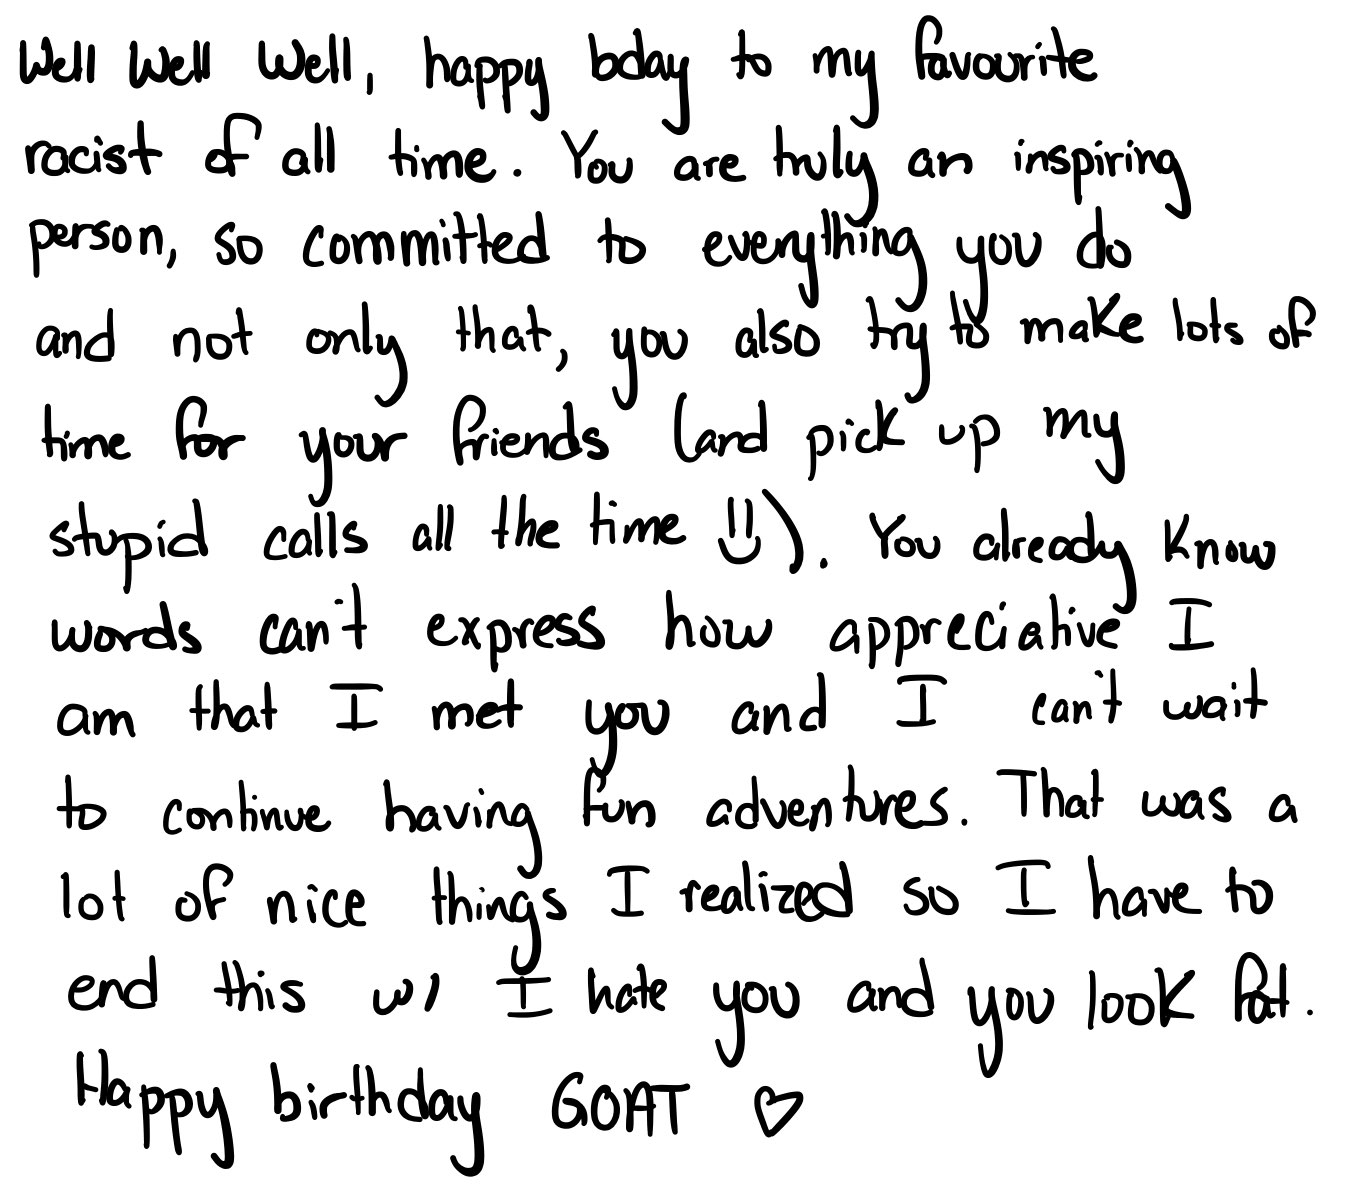 Well Well Well, happy bday to my favourite
racist of all time. You are truly an inspiring
person, so committed to everything you do
and not only that, you also try to make lots of
time for your friends (and pick up my
stupid calls all the time :)). You already know
words can't express how appreciative I
am that I met you and I can't wait
to continue having fun adventures. That was a
lot of nice things I realized so I have to
end this w/ I hate you and you look fat.
Happy birthday GOAT ♡